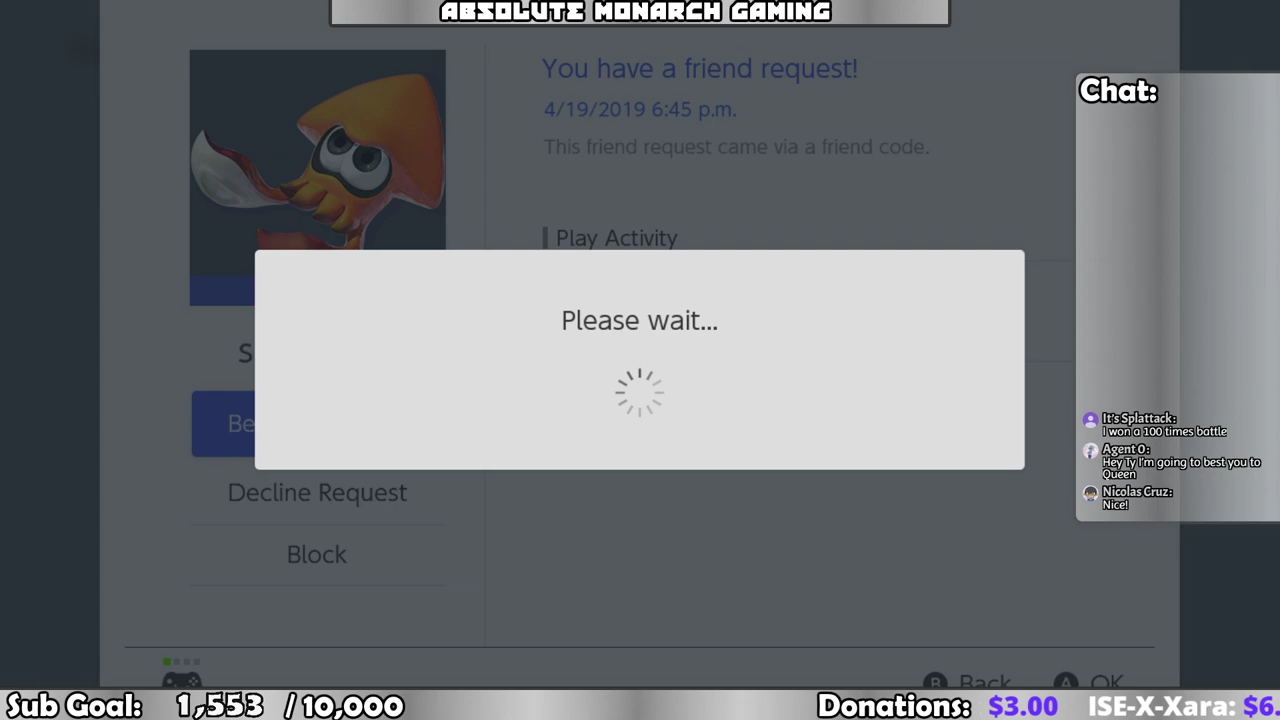 ABSOLUTE MONARCH GAMING
You have a friend request!
4/19/2019 6:45 p.m.
This friend request came via a friend code.
Play Activity
Please wait...
S
Be
Decline Request
Block
B Back A OK
Chat:
It's Splattack:
I won a 100 times battle
Agent O:
Hey Ty I'm going to best you to
Queen
Nicolas Cruz:
Nice!
Sub Goal: 1,553 / 10,000
Donations: $3.00 ISE-X-Xara: $6.